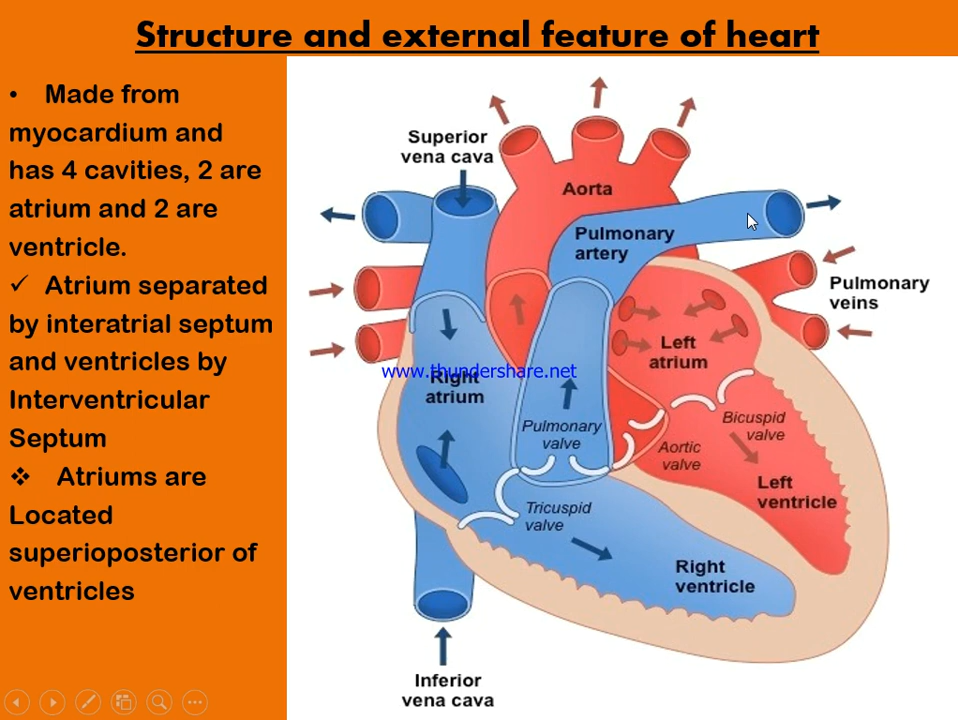 Structure and external feature of heart
• Made from
myocardium and
has 4 cavities, 2 are
atrium and 2 are
ventricle.
✓ Atrium separated
by interatrial septum
and ventricles by
Interventricular
Septum
❖ Atriums are
Located
superioposterior of
ventricles
Superior
vena cava
Aorta
Pulmonary
artery
Pulmonary
veins
Left
atrium
www.thundershare.net
Right
atrium
Pulmonary
valve
Bicuspid
valve
Aortic
valve
Left
ventricle
Tricuspid
valve
Right
ventricle
Inferior
vena cava